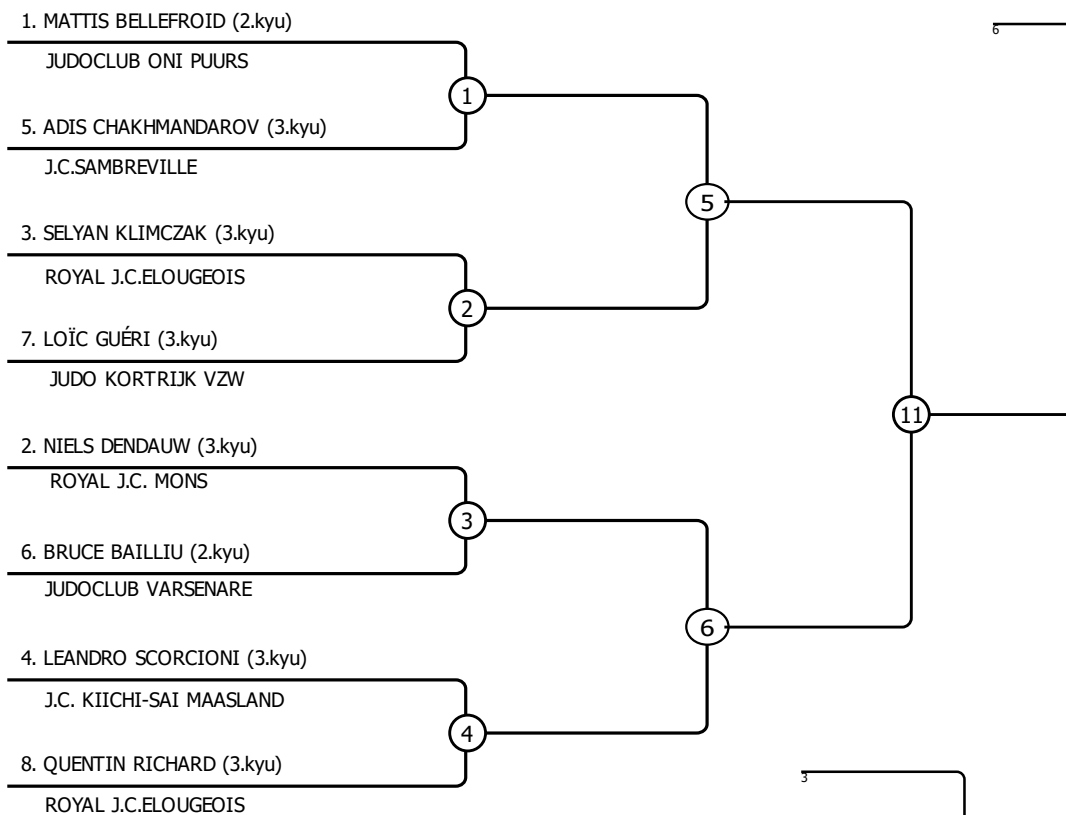 1. MATTIS BELLEFROID (2.kyu)
6
JUDOCLUB ONI PUURS
1
5. ADIS CHAKHMANDAROV (3.kyu)
J.C.SAMBREVILLE
5
3. SELYAN KLIMCZAK (3.kyu)
ROYAL J.C.ELOUGEOIS
2
7. LOÏC GUÉRI (3.kyu)
JUDO KORTRIJK VZW
11
2. NIELS DENDAUW (3.kyu)
ROYAL J.C. MONS
3
6. BRUCE BAILLIU (2.kyu)
JUDOCLUB VARSENARE
6
4. LEANDRO SCORCIONI (3.kyu)
J.C. KIICHI-SAI MAASLAND
4
8. QUENTIN RICHARD (3.kyu)
3
ROYAL J.C.ELOUGEOIS